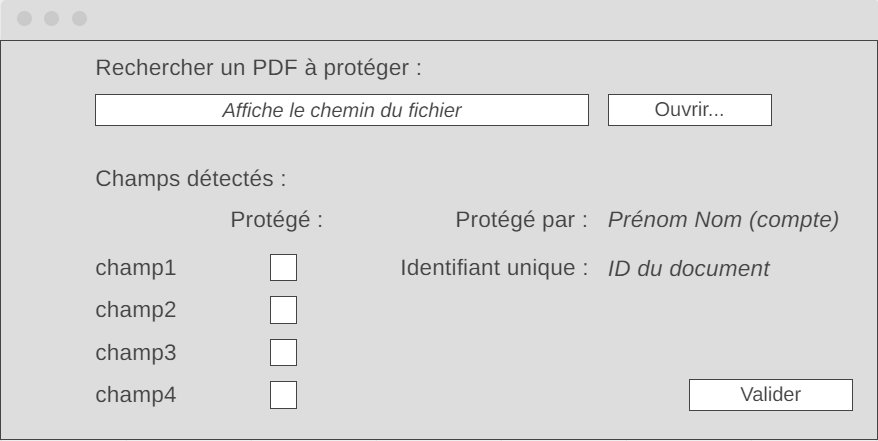 Rechercher un PDF à protéger :
Affiche le chemin du fichier Ouvrir...
Champs détectés :
Protégé : Protégé par : Prénom Nom (compte)
champ1 Identifiant unique : ID du document
champ2
champ3
champ4 Valider